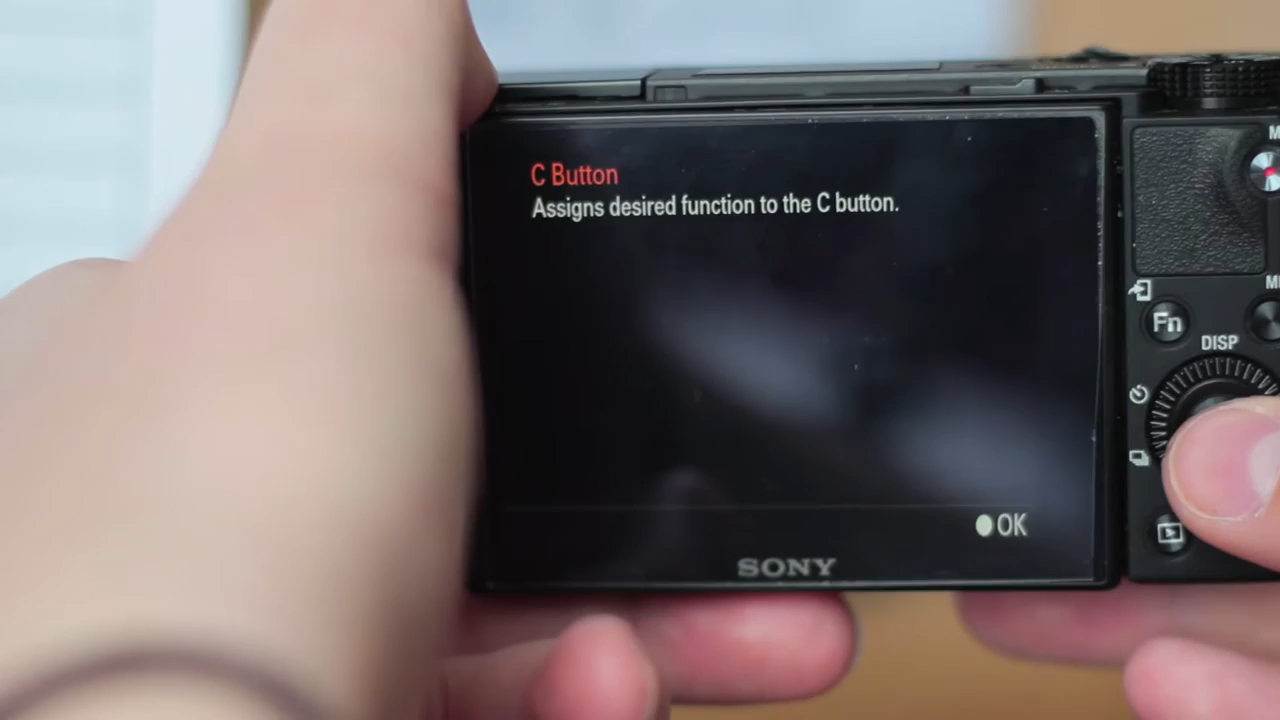 C Button
Assigns desired function to the C button.
M
Fn
DISP
OK
SONY